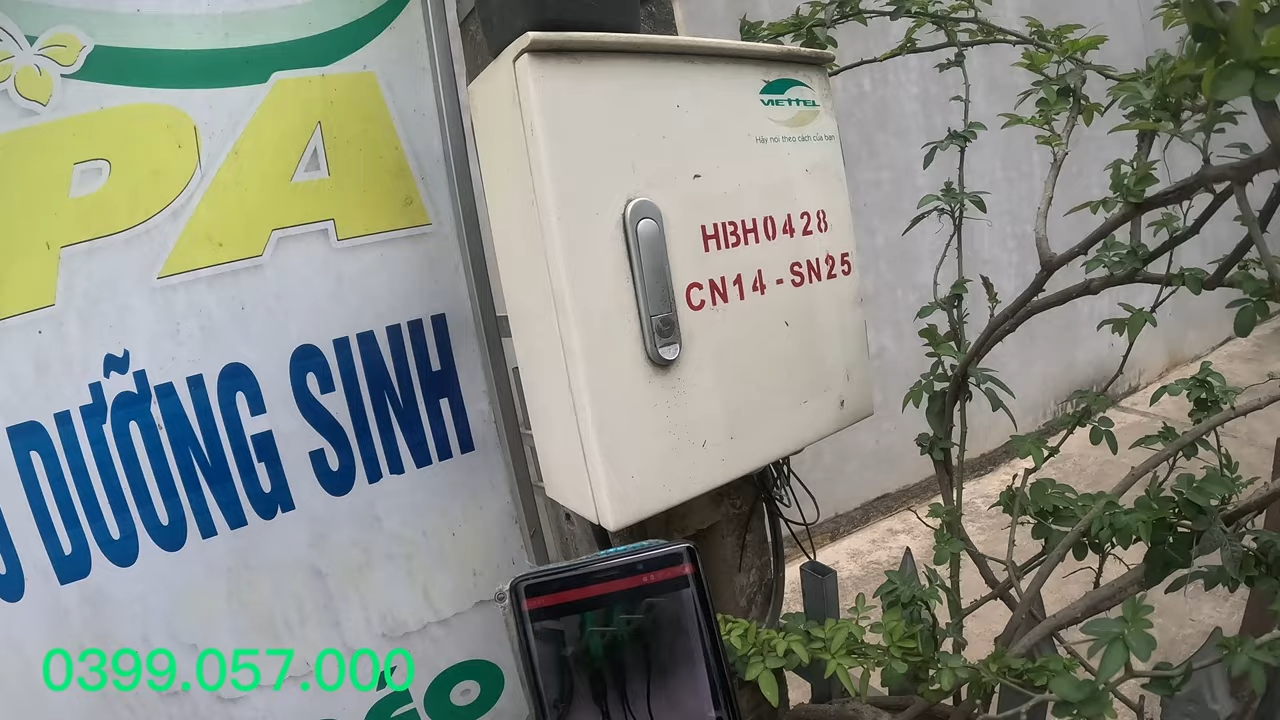 PA
DƯỠNG SINH
VIETTEL
Hãy nói theo cách của bạn
HBH0428
CN14-SN25
0399.057.000